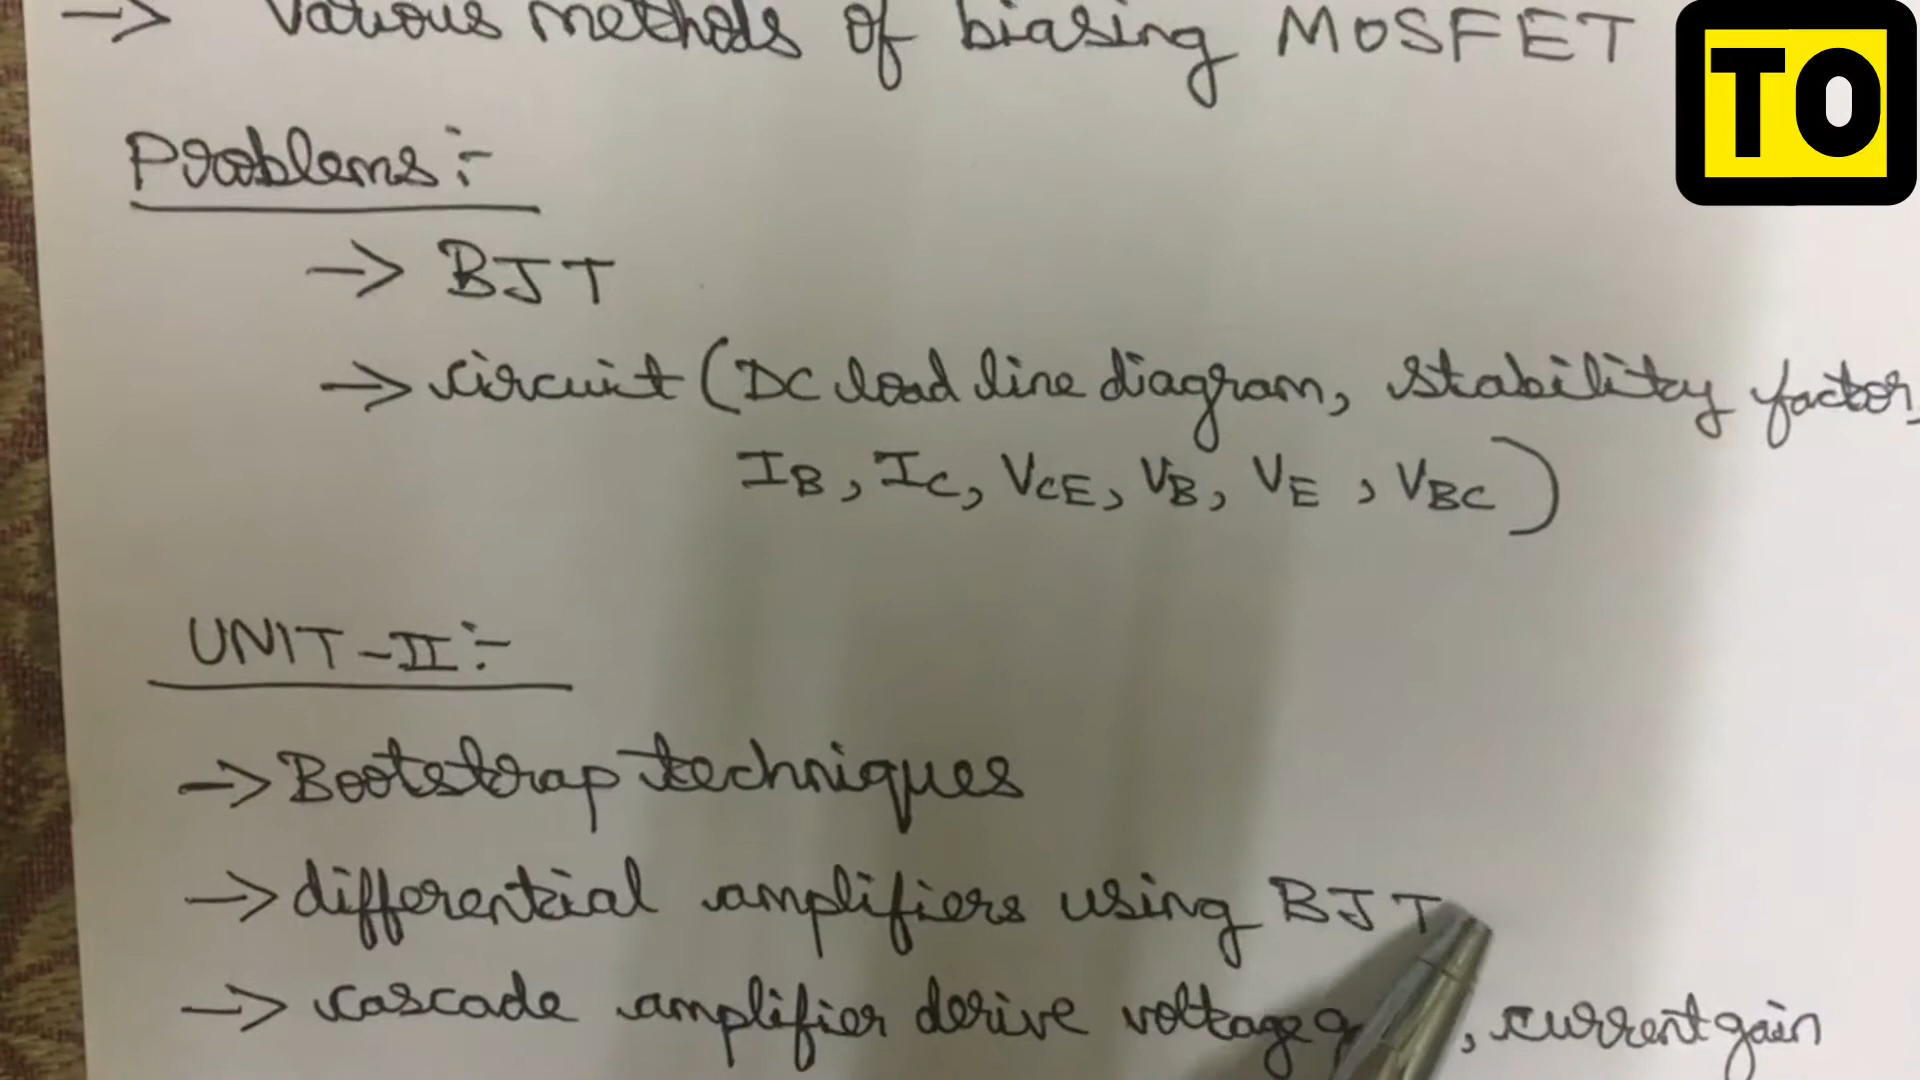 -> Various methods of biasing MOSFET
TO
Problems:-
-> BJT
-> circuit (DC load line diagram, stability factor,
IB, IC, VCE, VB, VE, VBC)
UNIT-II:-
-> Bootstrap techniques
-> differential amplifiers using BJT
-> cascade amplifier derive voltage , current gain